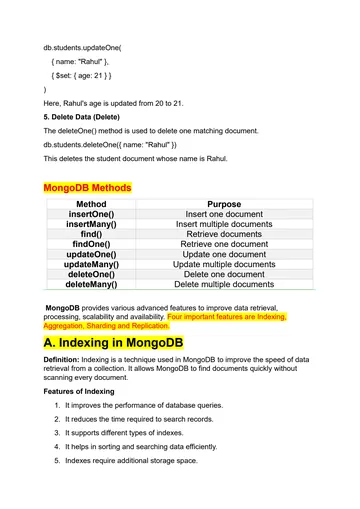 db.students.updateOne(
{ name: "Rahul" },
{ $set: { age: 21 } }
)
Here, Rahul's age is updated from 20 to 21.
5. Delete Data (Delete)
The deleteOne() method is used to delete one matching document.
db.students.deleteOne({ name: "Rahul" })
This deletes the student document whose name is Rahul.
MongoDB Methods
Method Purpose
insertOne() Insert one document
insertMany() Insert multiple documents
find() Retrieve documents
findOne() Retrieve one document
updateOne() Update one document
updateMany() Update multiple documents
deleteOne() Delete one document
deleteMany() Delete multiple documents
MongoDB provides various advanced features to improve data retrieval,
processing, scalability and availability. Four important features are Indexing,
Aggregation, Sharding and Replication.
A. Indexing in MongoDB
Definition: Indexing is a technique used in MongoDB to improve the speed of data
retrieval from a collection. It allows MongoDB to find documents quickly without
scanning every document.
Features of Indexing
1. It improves the performance of database queries.
2. It reduces the time required to search records.
3. It supports different types of indexes.
4. It helps in sorting and searching data efficiently.
5. Indexes require additional storage space.